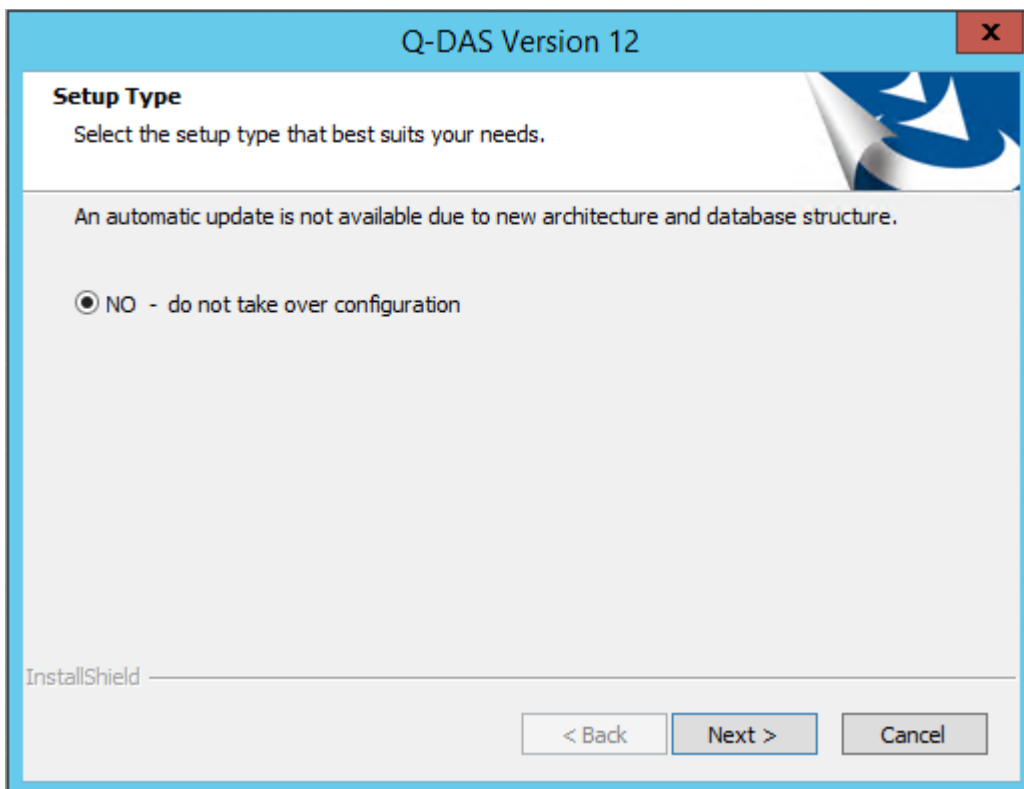 Q-DAS Version 12
x
Setup Type
Select the setup type that best suits your needs.
An automatic update is not available due to new architecture and database structure.
NO - do not take over configuration
InstallShield
< Back
Next >
Cancel